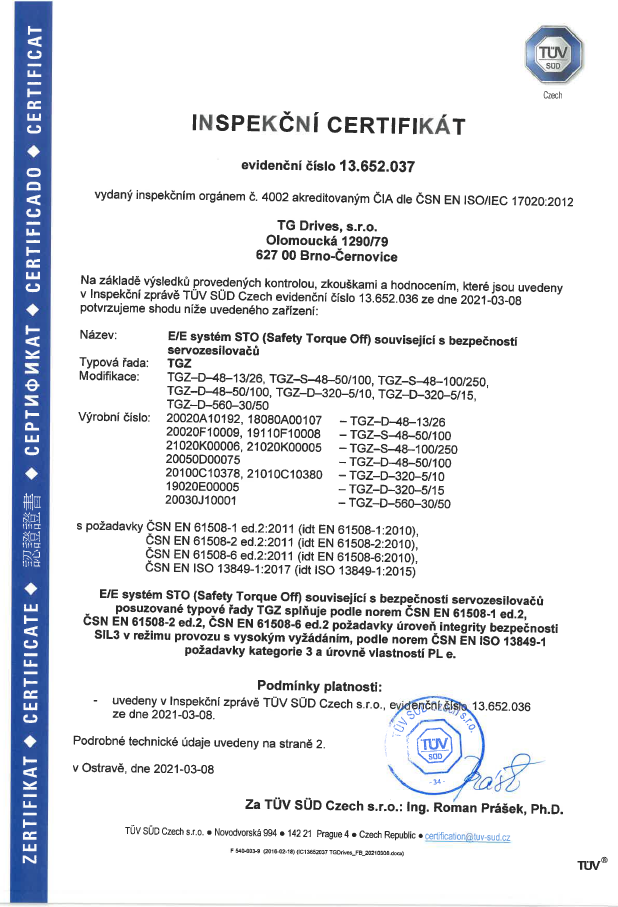 ZERTIFIKAT ◆ CERTIFICATE ◆ 認證證書 ◆ СЕРТИФИКАТ ◆ CERTIFICADO ◆ CERTIFICAT
TÜV
SÜD
Czech
INSPEKČNÍ CERTIFIKÁT
evidenční číslo 13.652.037
vydaný inspekčním orgánem č. 4002 akreditovaným ČIA dle ČSN EN ISO/IEC 17020:2012
TG Drives, s.r.o.
Olomoucká 1290/79
627 00 Brno-Černovice
Na základě výsledků provedených kontrolou, zkouškami a hodnocením, které jsou uvedeny
v Inspekční zprávě TÜV SÜD Czech evidenční číslo 13.652.036 ze dne 2021-03-08
potvrzujeme shodu níže uvedeného zařízení:
Název: E/E systém STO (Safety Torque Off) související s bezpečností
servozesilovačů
Typová řada: TGZ
Modifikace: TGZ–D–48–13/26, TGZ–S–48–50/100, TGZ–S–48–100/250,
TGZ–D–48–50/100, TGZ–D–320–5/10, TGZ–D–320–5/15,
TGZ–D–560–30/50
Výrobní číslo: 20020A10192, 18080A00107 – TGZ–D–48–13/26
20020F10009, 19110F10008 – TGZ–S–48–50/100
21020K00006, 21020K00005 – TGZ–S–48–100/250
20050D00075 – TGZ–D–48–50/100
20100C10378, 21010C10380 – TGZ–D–320–5/10
19020E00005 – TGZ–D–320–5/15
20030J10001 – TGZ–D–560–30/50
s požadavky ČSN EN 61508-1 ed.2:2011 (idt EN 61508-1:2010),
ČSN EN 61508-2 ed.2:2011 (idt EN 61508-2:2010),
ČSN EN 61508-6 ed.2:2011 (idt EN 61508-6:2010),
ČSN EN ISO 13849-1:2017 (idt ISO 13849-1:2015)
E/E systém STO (Safety Torque Off) související s bezpečností servozesilovačů
posuzované typové řady TGZ splňuje podle norem ČSN EN 61508-1 ed.2,
ČSN EN 61508-2 ed.2, ČSN EN 61508-6 ed.2 požadavky úroveň integrity bezpečnosti
SIL3 v režimu provozu s vysokým vyžádáním, podle norem ČSN EN ISO 13849-1
požadavky kategorie 3 a úrovně vlastností PL e.
Podmínky platnosti:
- uvedeny v Inspekční zprávě TÜV SÜD Czech s.r.o., evidenční číslo 13.652.036
ze dne 2021-03-08.
TÜV SÜD Czech s.r.o.
TÜV
SÜD
- 34 -
Podrobné technické údaje uvedeny na straně 2.
v Ostravě, dne 2021-03-08
Za TÜV SÜD Czech s.r.o.: Ing. Roman Prášek, Ph.D.
TÜV SÜD Czech s.r.o. ● Novodvorská 994 ● 142 21 Prague 4 ● Czech Republic ● certification@tuv-sud.cz
F 540-003-9 (2016-02-18) (IC13652037 TGDrives_FB_20210308.docx)
TÜV®